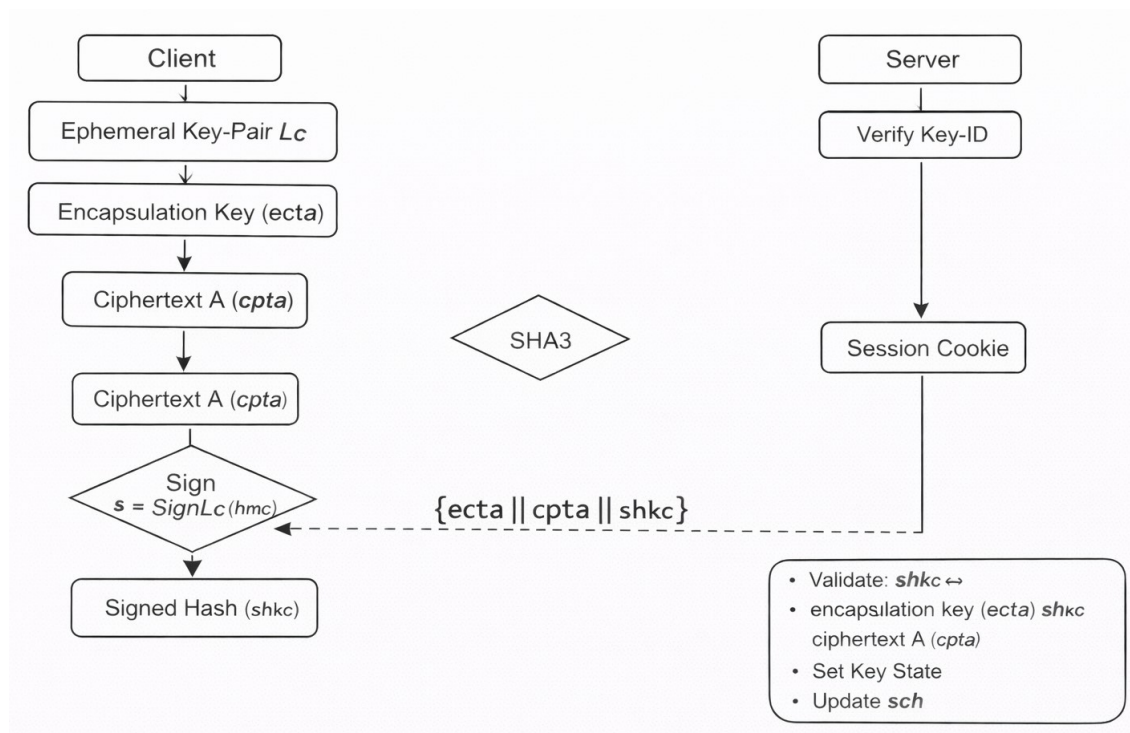 Client
Ephemeral Key-Pair Lc
Encapsulation Key (ecta)
Ciphertext A (cpta)
Ciphertext A (cpta)
Sign
s = SignLc (hmc)
Signed Hash (shkc)
SHA3
{ecta || cpta || shkc}
Server
Verify Key-ID
Session Cookie
• Validate: shkc ↔
• encapsulation key (ecta) shkc
ciphertext A (cpta)
• Set Key State
• Update sch